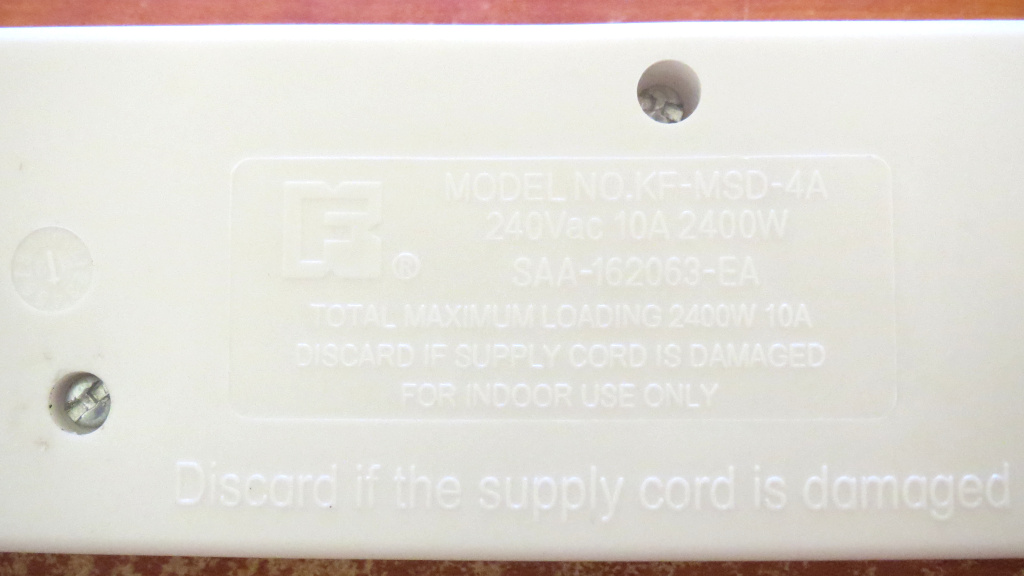 MODEL NO.KF-MSD-4A
240Vac 10A 2400W
®
SAA-162063-EA
TOTAL MAXIMUM LOADING 2400W 10A
DISCARD IF SUPPLY CORD IS DAMAGED
FOR INDOOR USE ONLY
Discard if the supply cord is damaged